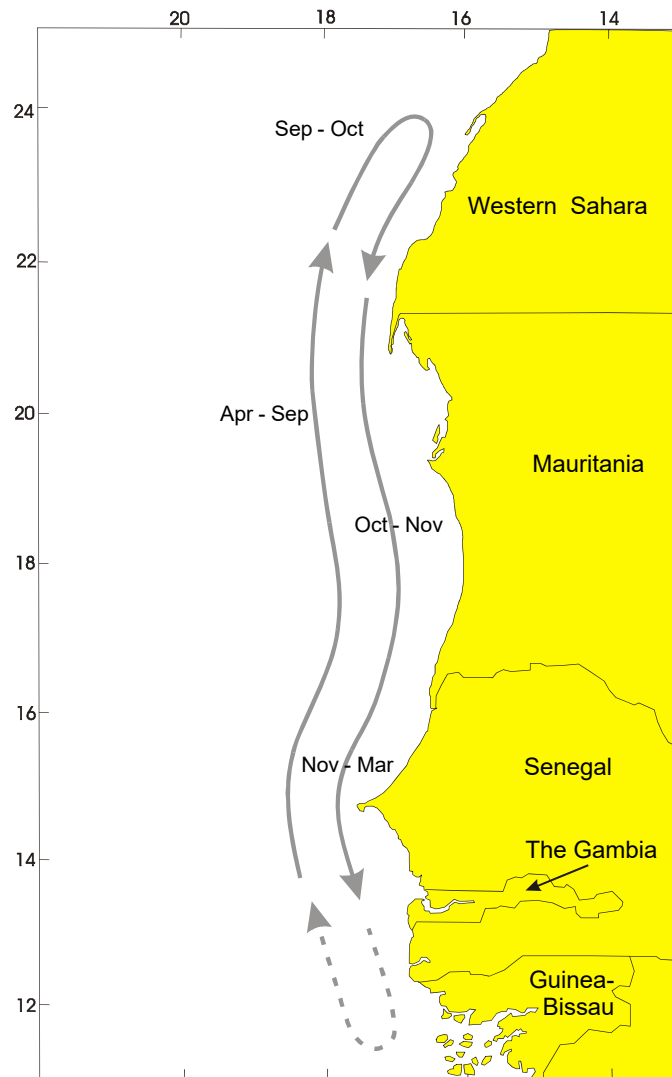 20 18 16 14
24
Sep - Oct
Western Sahara
22
20
Apr - Sep
Mauritania
Oct - Nov
18
16
Nov - Mar
Senegal
The Gambia
14
Guinea-
Bissau
12